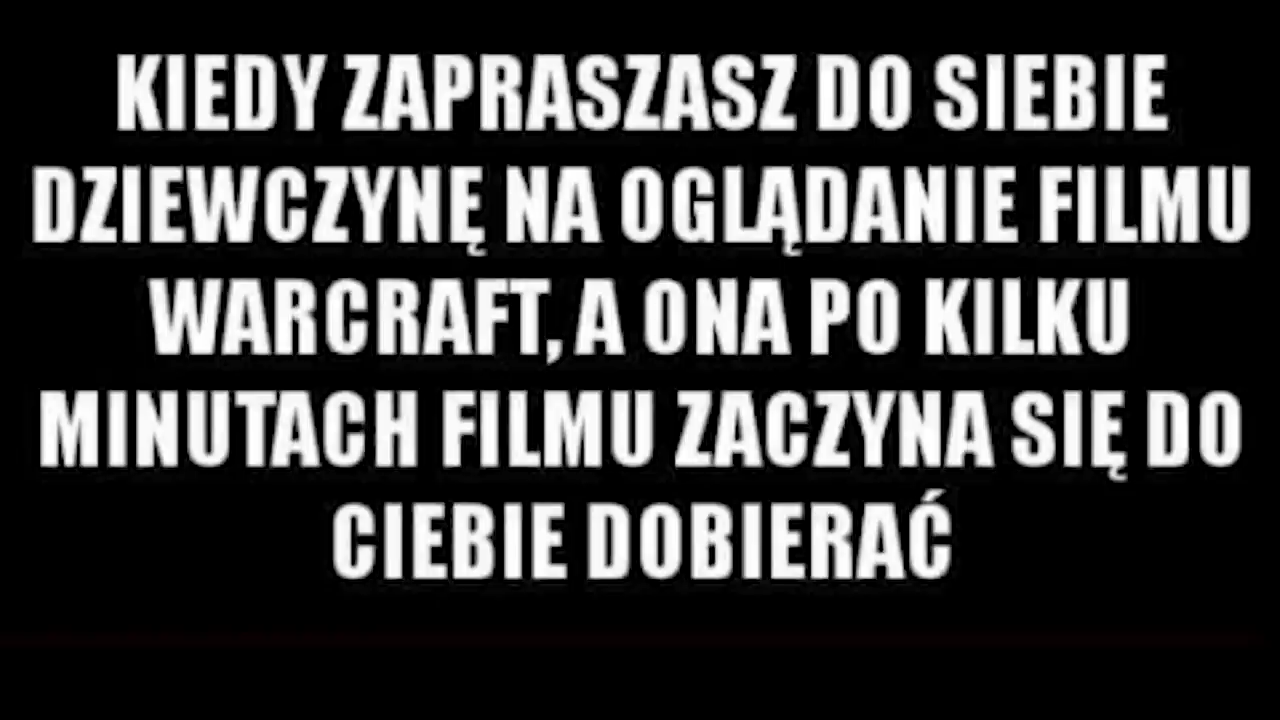 KIEDY ZAPRASZASZ DO SIEBIE
DZIEWCZYNĘ NA OGLĄDANIE FILMU
WARCRAFT, A ONA PO KILKU
MINUTACH FILMU ZACZYNA SIĘ DO
CIEBIE DOBIERAĆ